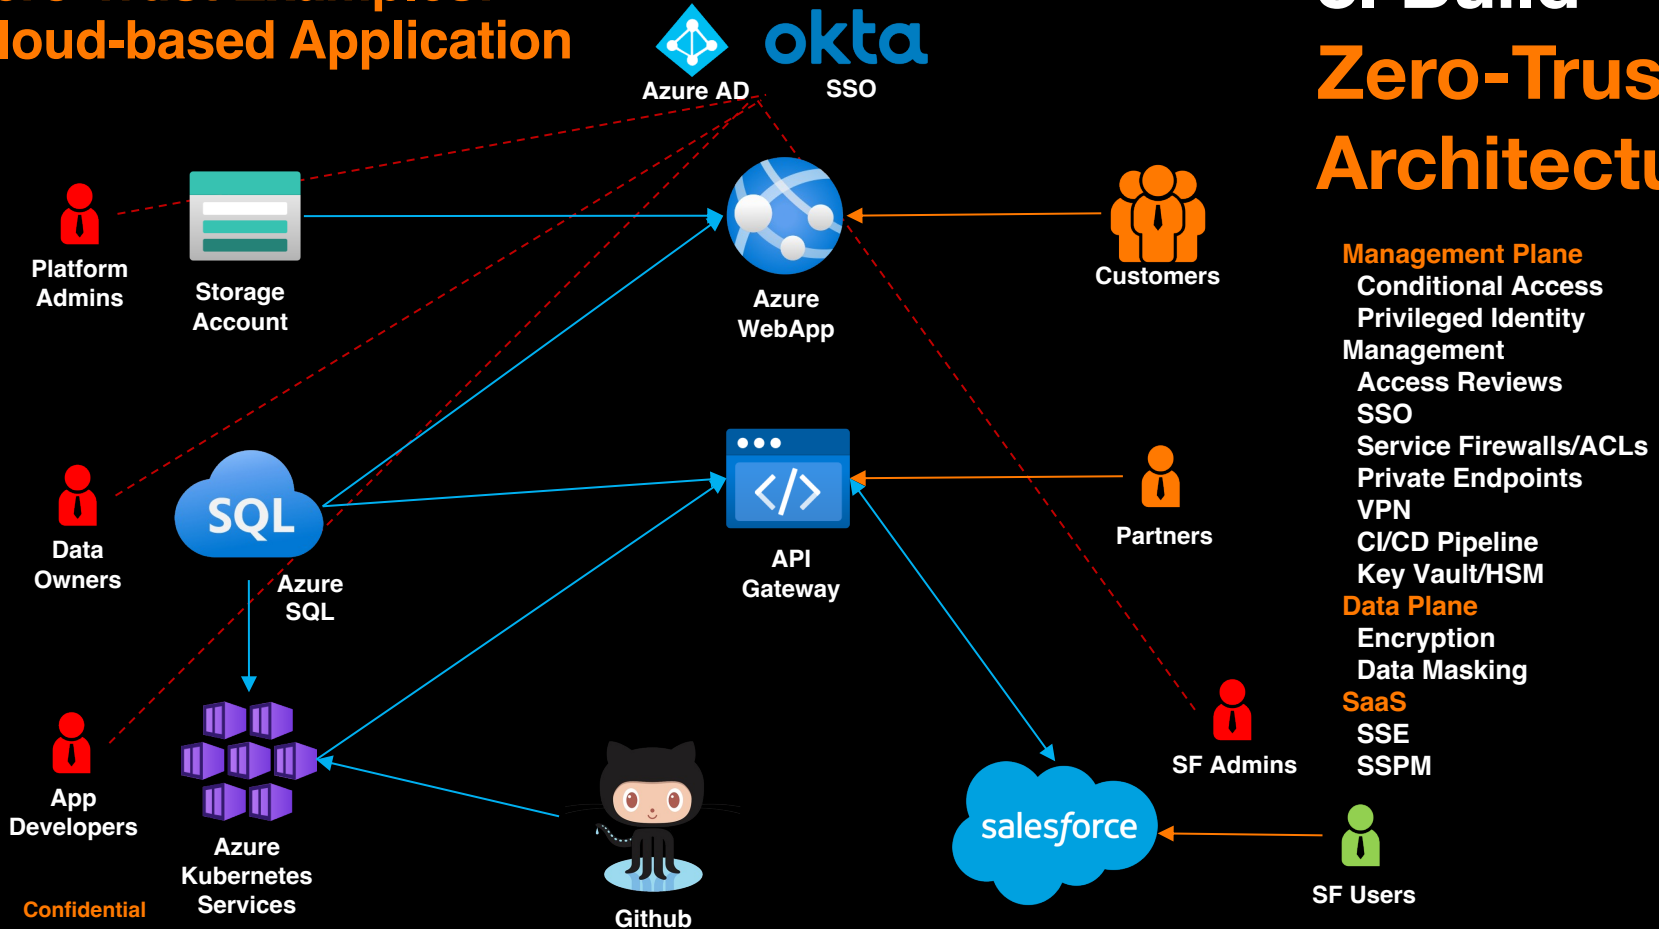 loud-based Application
Azure AD
okta
SSO
Platform
Admins
Storage
Account
Azure
WebApp
Customers
Data
Owners
SQL
Azure
SQL
</>
API
Gateway
Partners
App
Developers
Azure
Kubernetes
Services
Github
salesforce
SF Admins
SF Users
Confidential
Build
Zero-Trus
Architectu
Management Plane
Conditional Access
Privileged Identity
Management
Access Reviews
SSO
Service Firewalls/ACLs
Private Endpoints
VPN
CI/CD Pipeline
Key Vault/HSM
Data Plane
Encryption
Data Masking
SaaS
SSE
SSPM